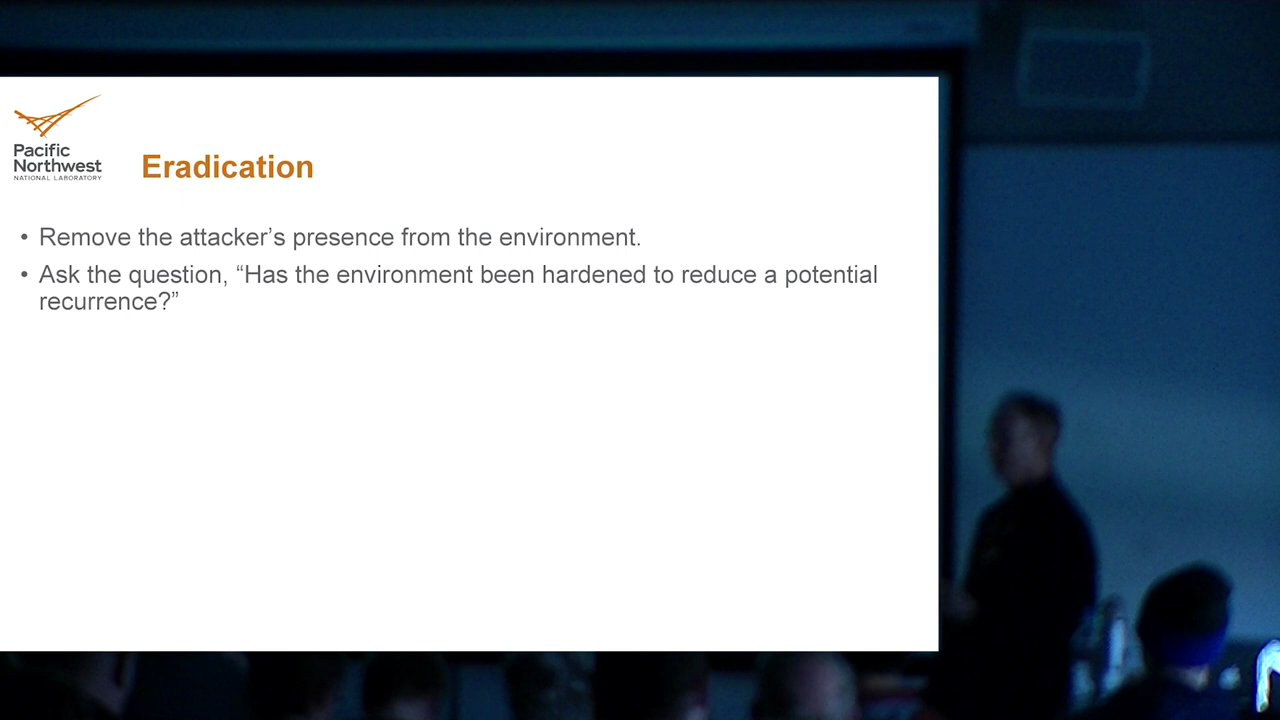 Pacific
Northwest
NATIONAL LABORATORY
Eradication
• Remove the attacker’s presence from the environment.
• Ask the question, “Has the environment been hardened to reduce a potential
recurrence?”